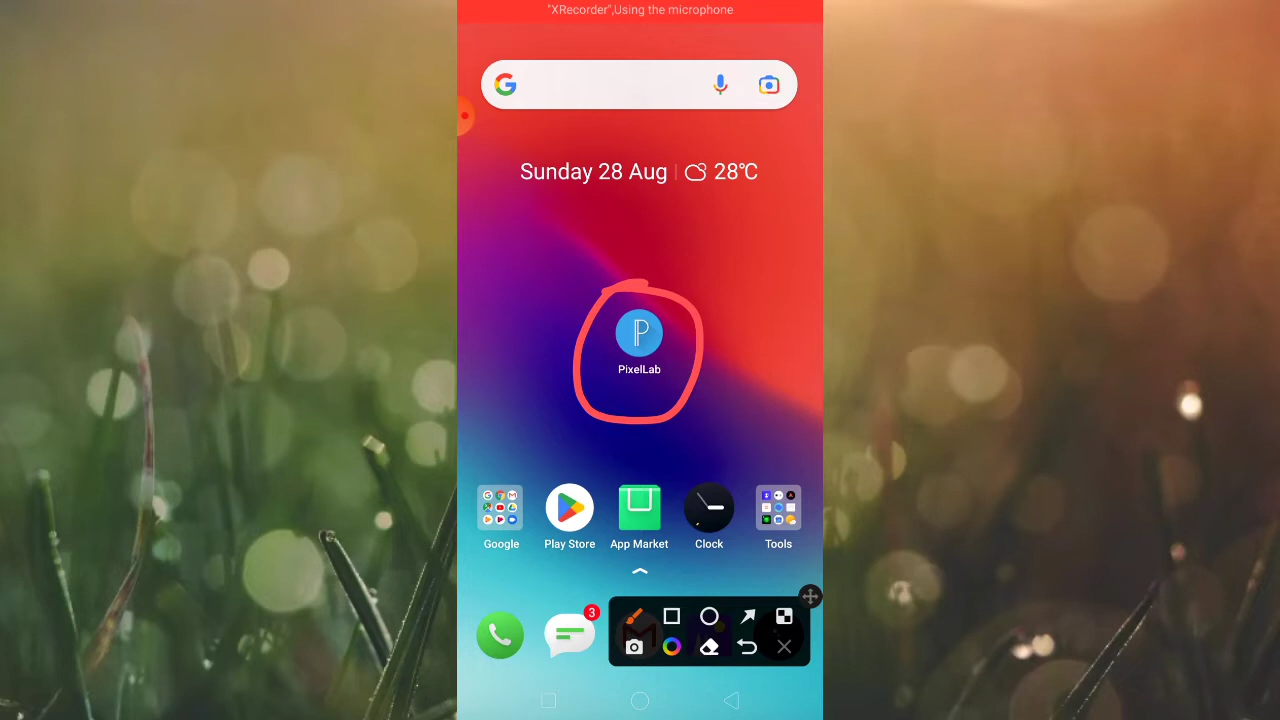 "XRecorder",Using the microphone
Sunday 28 Aug | 28°C
PixelLab
Google
Play Store
App Market
Clock
Tools
3